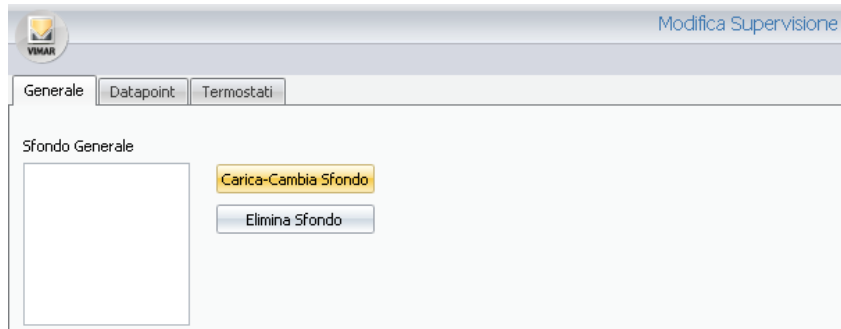 Modifica Supervisione
VIMAR
Generale Datapoint Termostati
Sfondo Generale
Carica-Cambia Sfondo
Elimina Sfondo